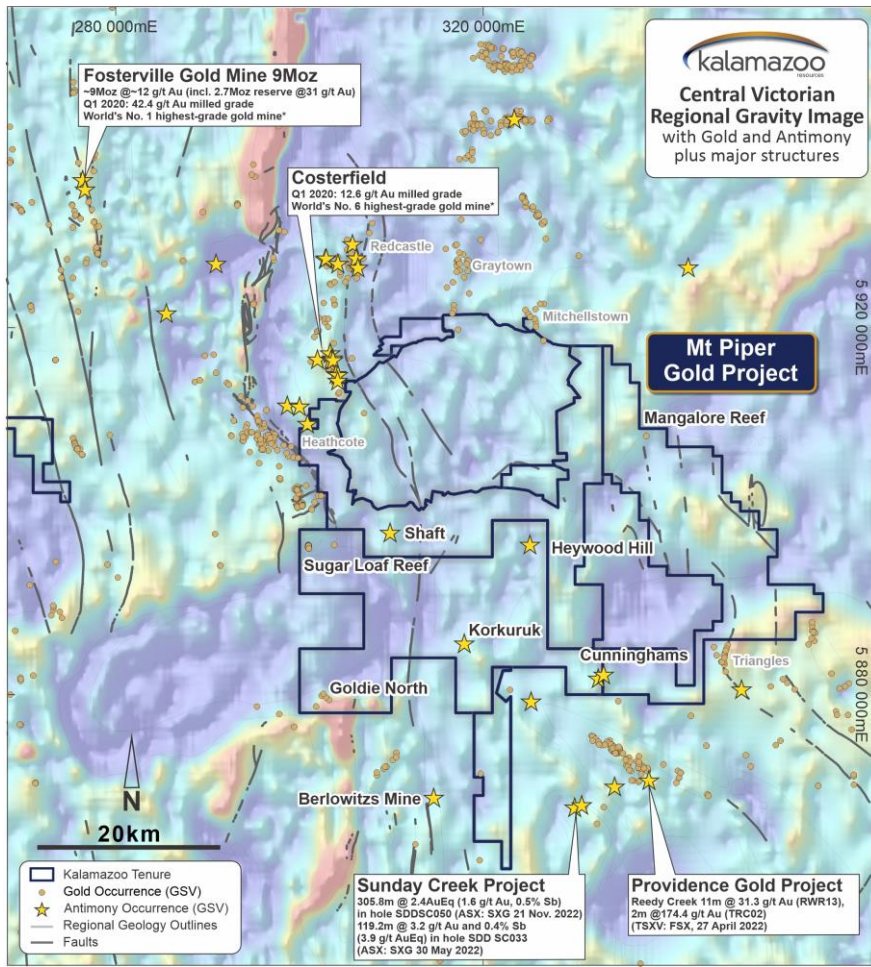 280 000mE
320 000mE
kalamazoo
resources
Central Victorian
Regional Gravity Image
with Gold and Antimony
plus major structures
Fosterville Gold Mine 9Moz
~9Moz @~12 g/t Au (incl. 2.7Moz reserve @31 g/t Au)
Q1 2020: 42.4 g/t Au milled grade
World's No. 1 highest-grade gold mine*
Costerfield
Q1 2020: 12.6 g/t Au milled grade
World's No. 6 highest-grade gold mine*
Redcastle
Graytown
Mitchellstown
5 920 000mE
Mt Piper
Gold Project
Mangalore Reef
Heathcote
Shaft
Heywood Hill
Sugar Loaf Reef
Korkuruk
Cunninghams
Triangles
5 880 000mE
Goldie North
Berlowitzs Mine
N
20km
Kalamazoo Tenure
Gold Occurrence (GSV)
Antimony Occurrence (GSV)
Regional Geology Outlines
Faults
Sunday Creek Project
305.8m @ 2.4AuEq (1.6 g/t Au, 0.5% Sb)
in hole SDDSC050 (ASX: SXG 21 Nov. 2022)
119.2m @ 3.2 g/t Au and 0.4% Sb
(3.9 g/t AuEq) in hole SDD SC033
(ASX: SXG 30 May 2022)
Providence Gold Project
Reedy Creek 11m @ 31.3 g/t Au (RWR13),
2m @174.4 g/t Au (TRC02)
(TSXV: FSX, 27 April 2022)